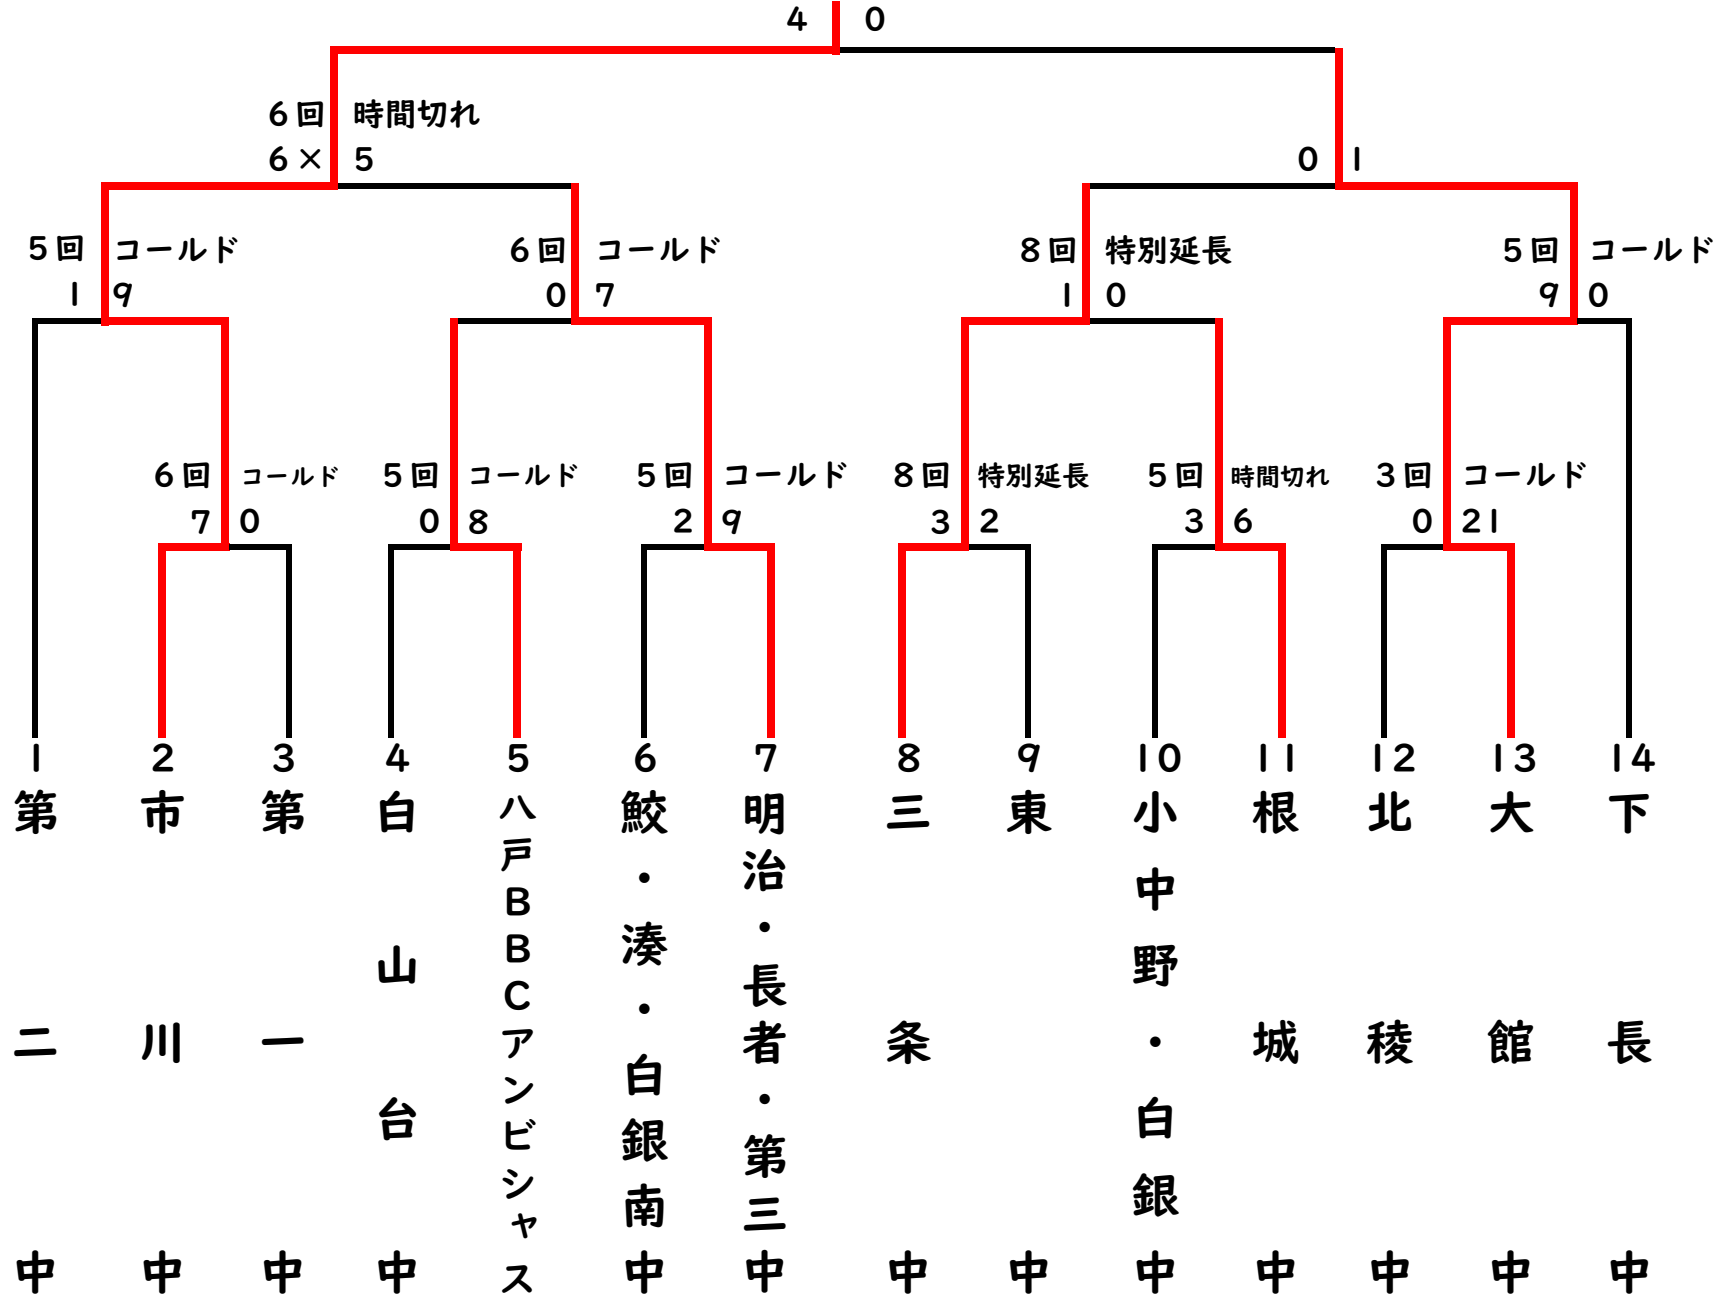 4 0
6回 時間切れ
6× 5
0 1
5回 コールド
1 9
6回 コールド
0 7
8回 特別延長
1 0
5回 コールド
9 0
6回 コールド
7 0
5回 コールド
0 8
5回 コールド
2 9
8回 特別延長
3 2
5回 時間切れ
3 6
3回 コールド
0 21
1 2 3 4 5 6 7 8 9 10 11 12 13 14
第二中
市川中
第一中
白山台中
八戸BBCアンビシャス
鮫・湊・白銀南中
明治・長者・第三中
三条中
東中
小中野・白銀中
根城中
北稜中
大館中
下長中